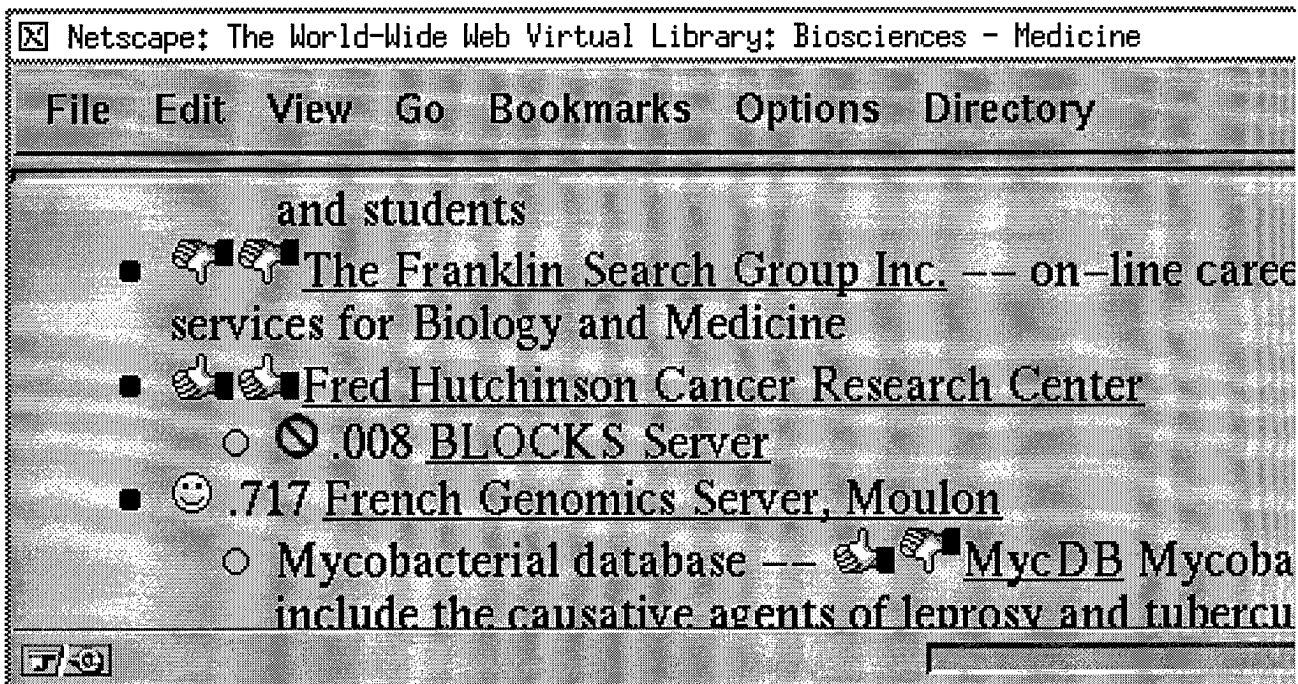 Netscape: The World-Wide Web Virtual Library: Biosciences - Medicine
File Edit View Go Bookmarks Options Directory
and students
The Franklin Search Group Inc. -- on-line caree
services for Biology and Medicine
Fred Hutchinson Cancer Research Center
.008 BLOCKS Server
.717 French Genomics Server, Moulon
Mycobacterial database -- MycDB Mycoba
include the causative agents of leprosy and tubercu